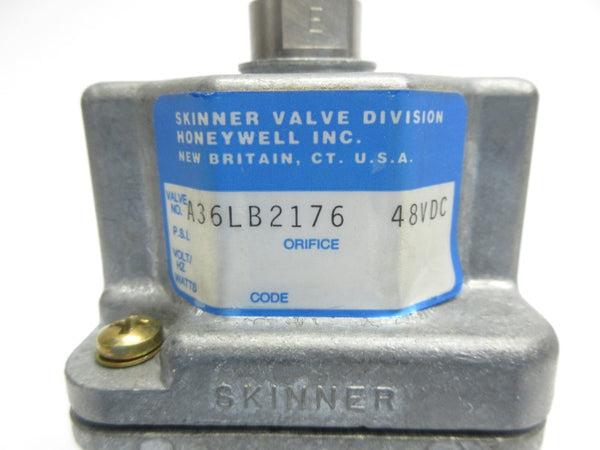 E
SKINNER VALVE DIVISION
HONEYWELL INC.
NEW BRITAIN, CT. U.S.A.
VALVE NO. A36LB2176 48VDC
P.S.I. ORIFICE
VOLT/
HZ
WATTS
CODE
SKINNER